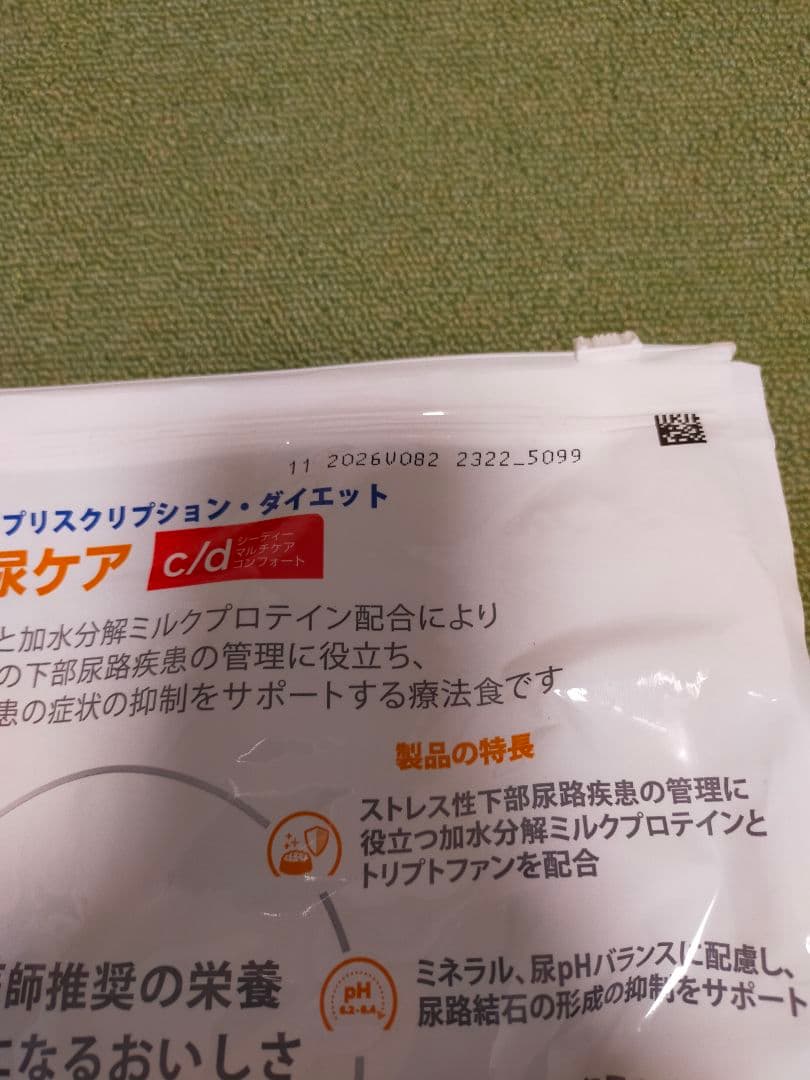 11 2026V082 2322_5099
プリスクリプション・ダイエット
尿ケア c/d シーディー
マルチケア
コンフォート
と加水分解ミルクプロテイン配合により
の下部尿路疾患の管理に役立ち、
患の症状の抑制をサポートする療法食です
製品の特長
ストレス性下部尿路疾患の管理に
役立つ加水分解ミルクプロテインと
トリプトファンを配合
pH
6.2-6.4
ミネラル、尿pHバランスに配慮し、
尿路結石の形成の抑制をサポート
師推奨の栄養
になるおいしさ